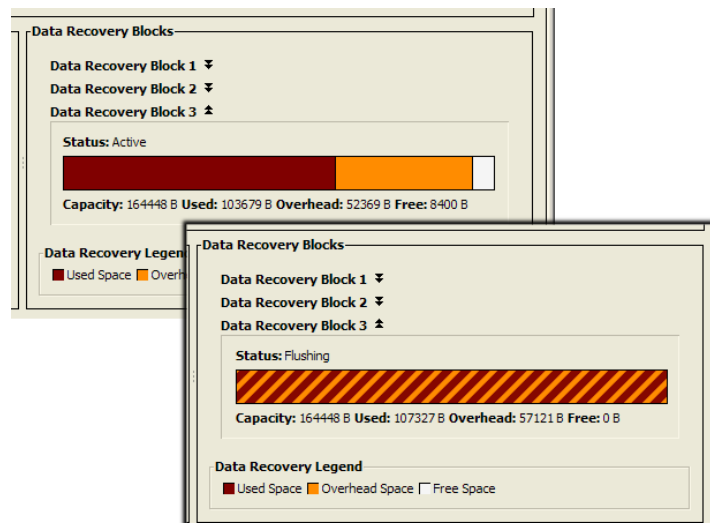 Data Recovery Blocks
Data Recovery Block 1
Data Recovery Block 2
Data Recovery Block 3
Status: Active
Capacity: 164448 B Used: 103679 B Overhead: 52369 B Free: 8400 B
Data Recovery Legen
Used Space Overh
Data Recovery Blocks
Data Recovery Block 1
Data Recovery Block 2
Data Recovery Block 3
Status: Flushing
Capacity: 164448 B Used: 107327 B Overhead: 57121 B Free: 0 B
Data Recovery Legend
Used Space Overhead Space Free Space